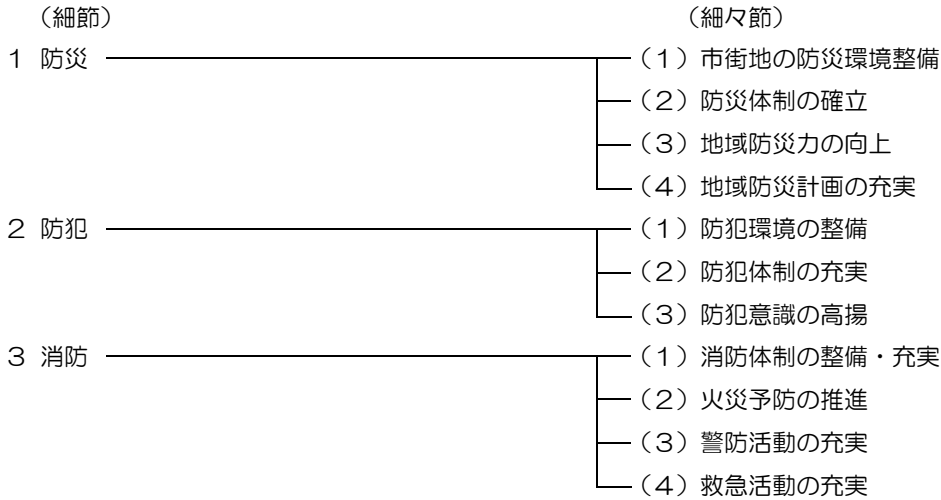 （細節） （細々節）
１ 防災 （１）市街地の防災環境整備
（２）防災体制の確立
（３）地域防災力の向上
（４）地域防災計画の充実
２ 防犯 （１）防犯環境の整備
（２）防犯体制の充実
（３）防犯意識の高揚
３ 消防 （１）消防体制の整備・充実
（２）火災予防の推進
（３）警防活動の充実
（４）救急活動の充実